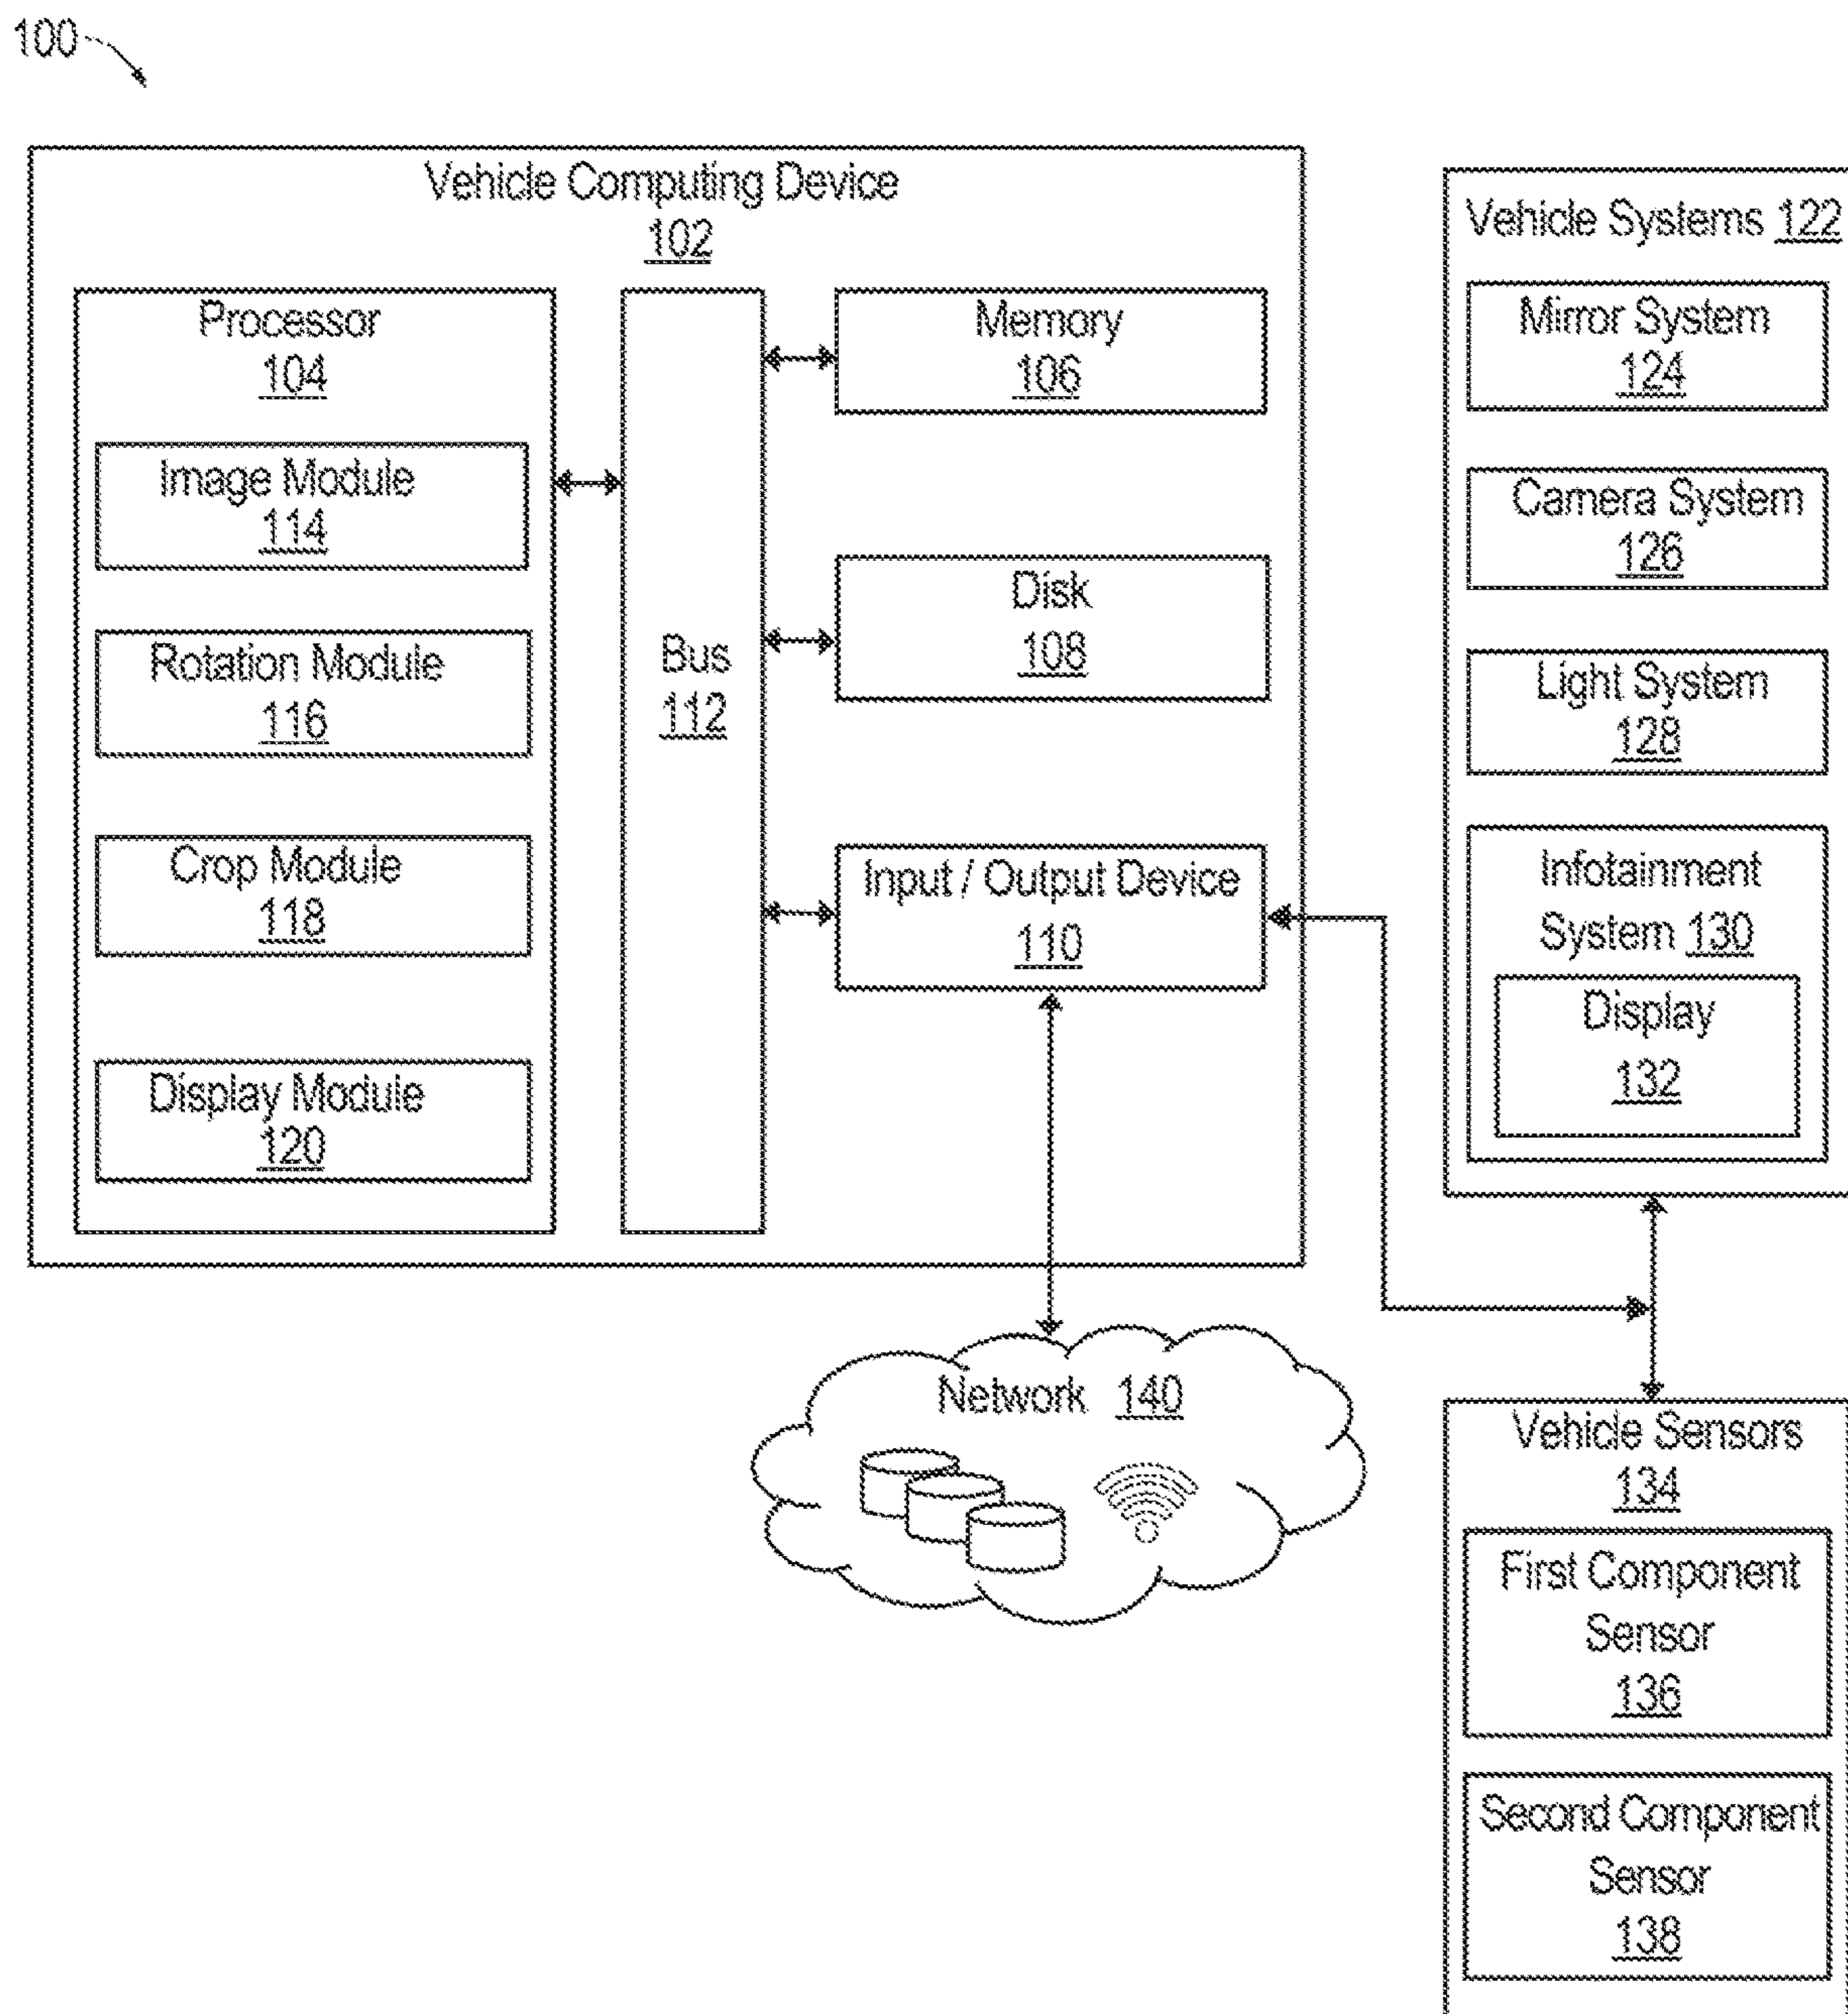 100
Vehicle Computing Device
102
Processor
104
Image Module
114
Rotation Module
116
Crop Module
118
Display Module
120
Bus
112
Memory
106
Disk
108
Input / Output Device
110
Vehicle Systems 122
Mirror System
124
Camera System
126
Light System
128
Infotainment
System 130
Display
132
Network 140
Vehicle Sensors
134
First Component
Sensor
136
Second Component
Sensor
138